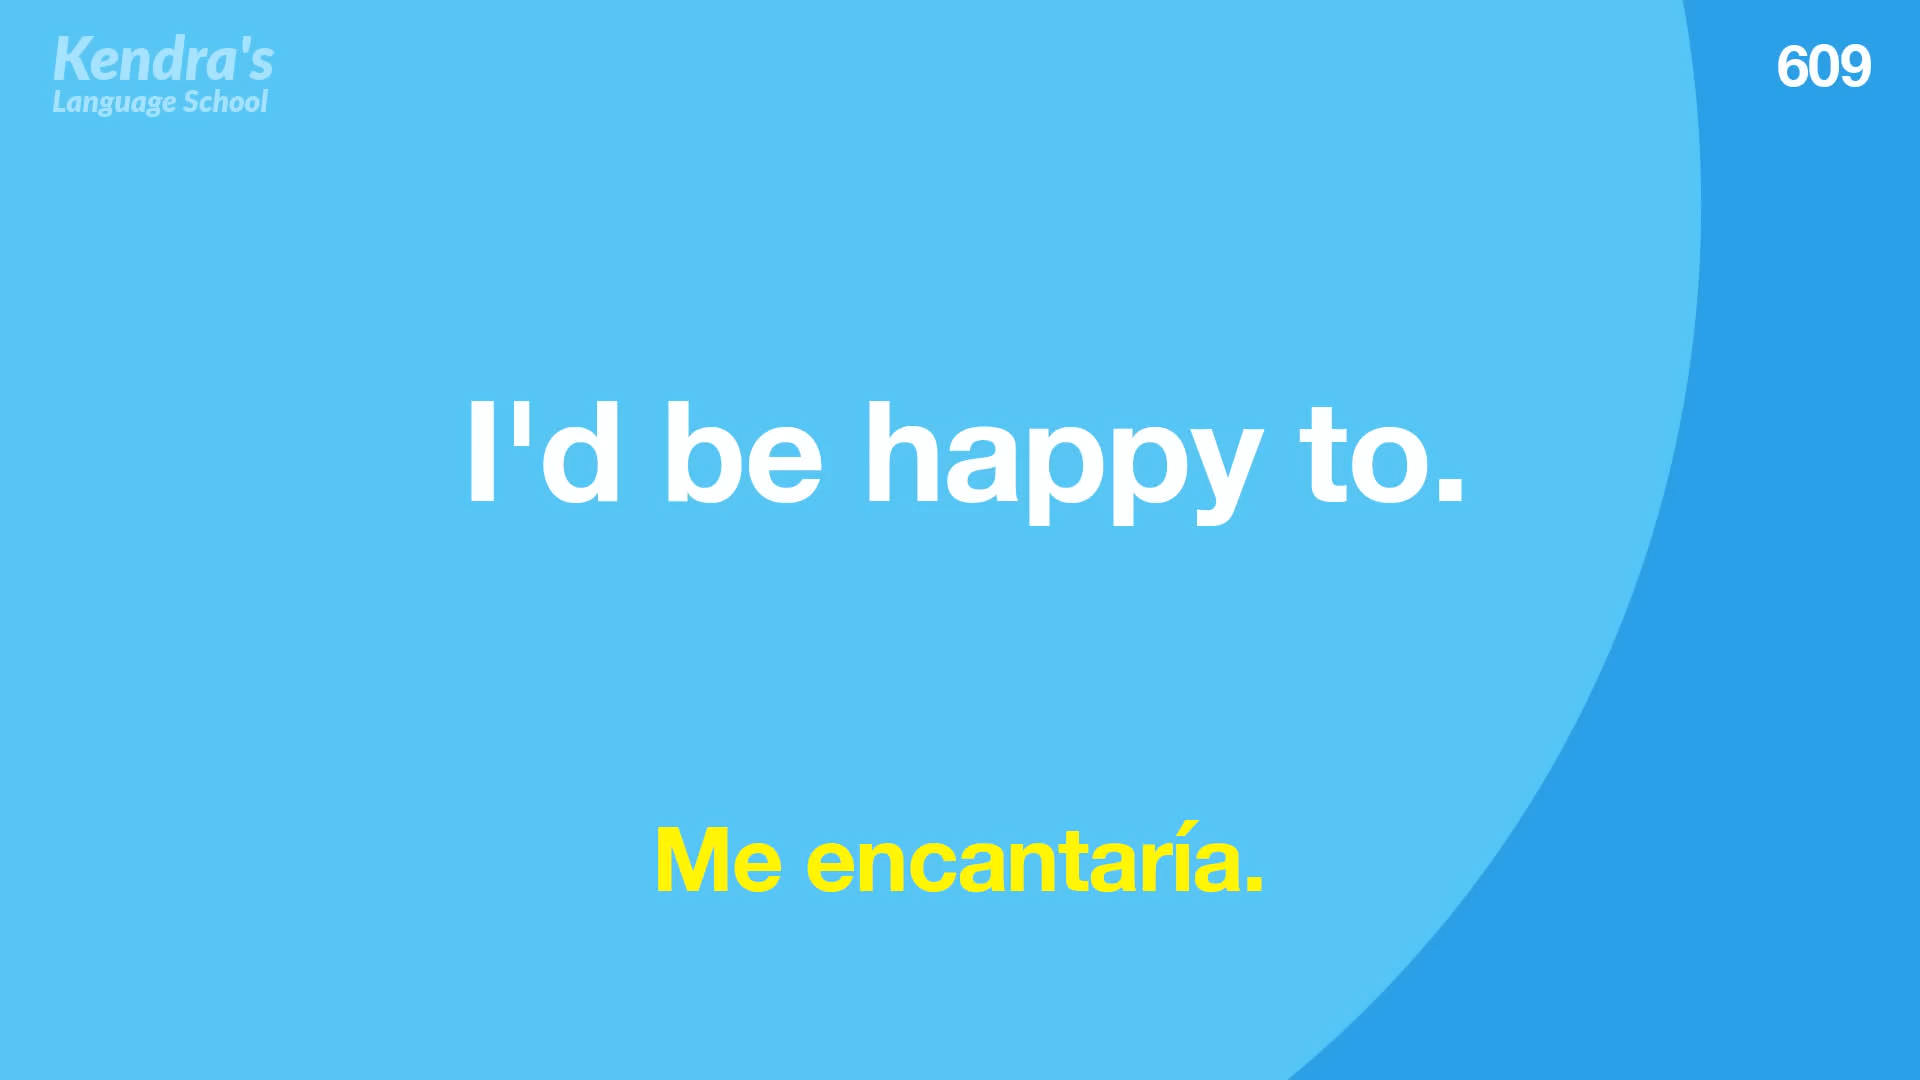 Kendra's
Language School
609
I'd be happy to.
Me encantaría.